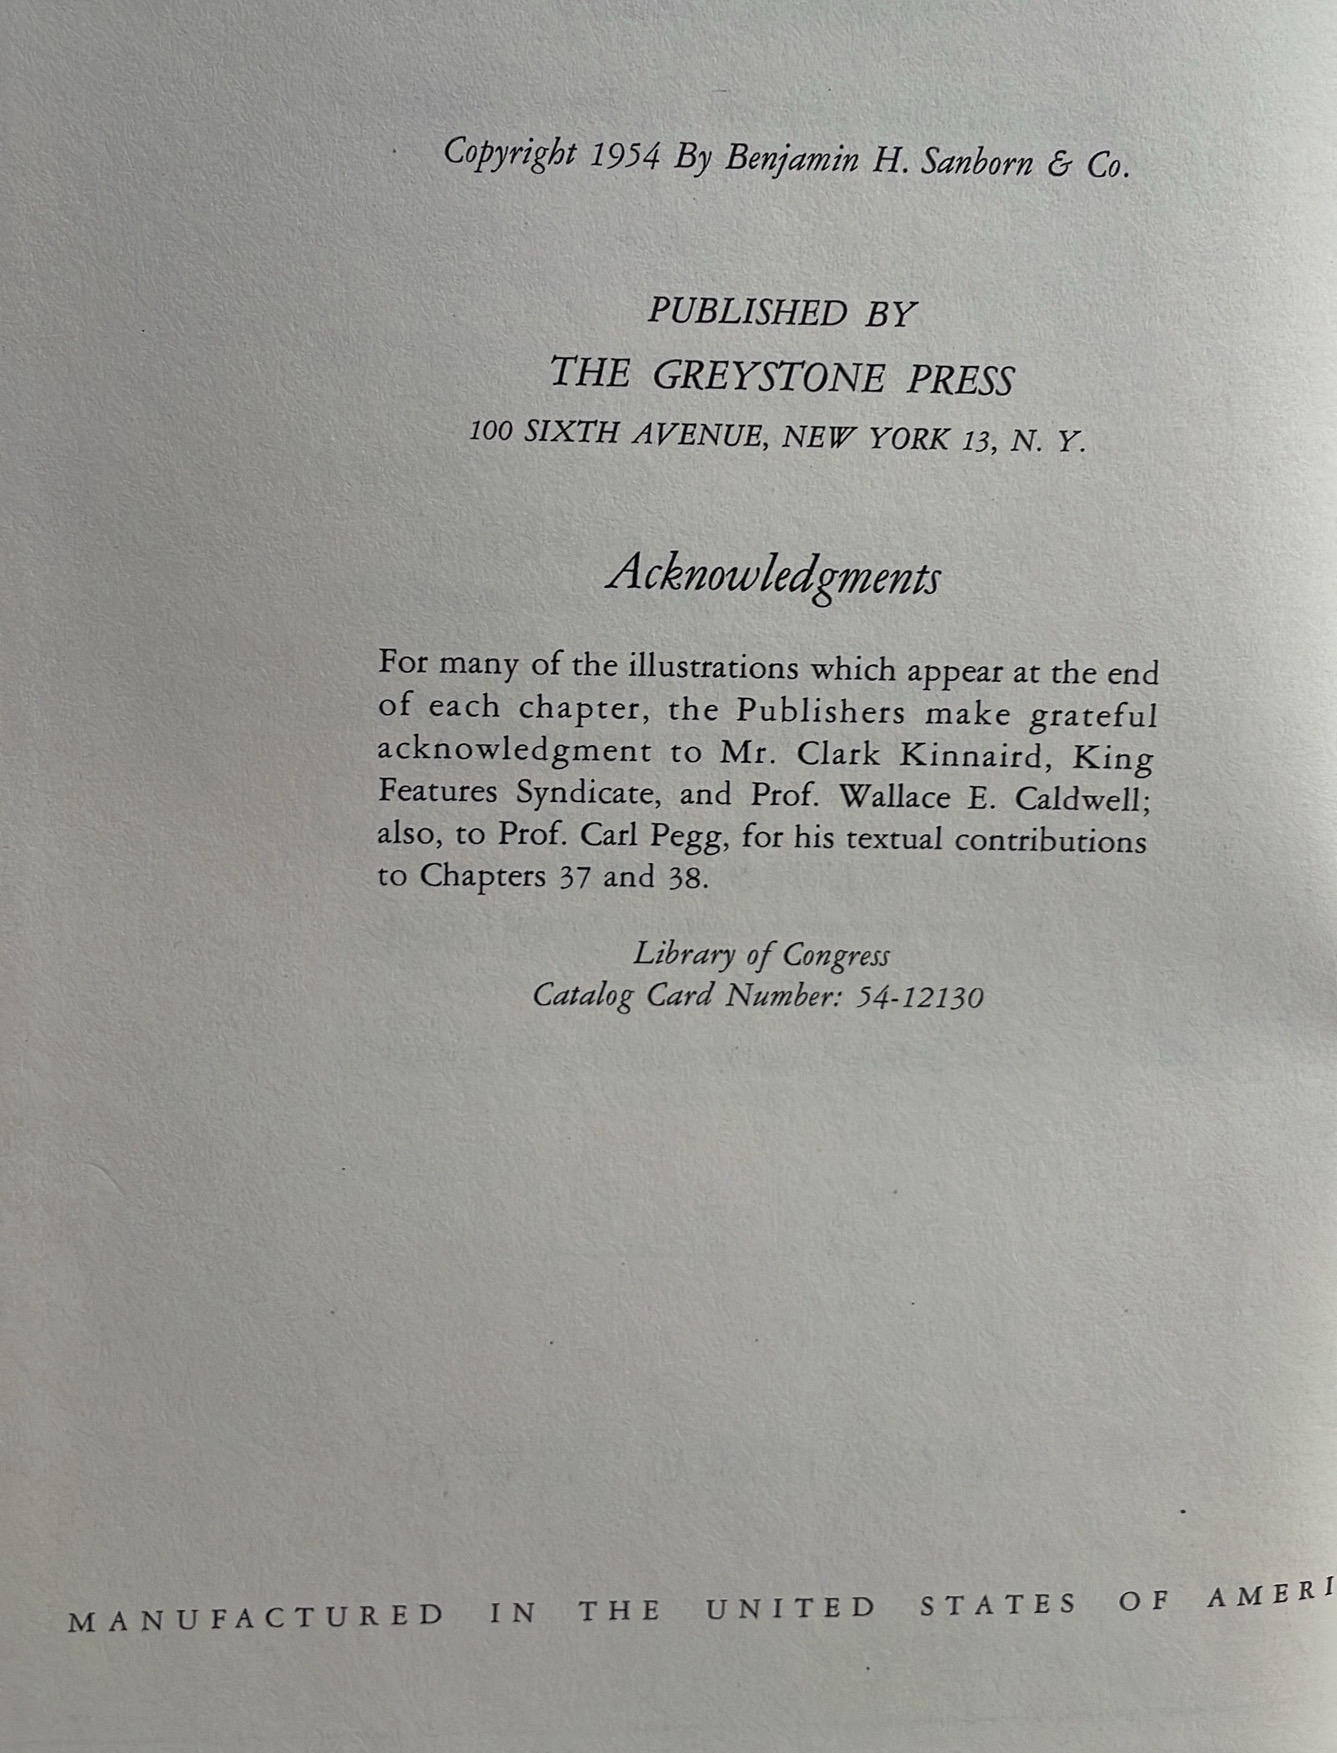 Copyright 1954 By Benjamin H. Sanborn & Co.
PUBLISHED BY
THE GREYSTONE PRESS
100 SIXTH AVENUE, NEW YORK 13, N. Y.
Acknowledgments
For many of the illustrations which appear at the end
of each chapter, the Publishers make grateful
acknowledgment to Mr. Clark Kinnaird, King
Features Syndicate, and Prof. Wallace E. Caldwell;
also, to Prof. Carl Pegg, for his textual contributions
to Chapters 37 and 38.
Library of Congress
Catalog Card Number: 54-12130
MANUFACTURED IN THE UNITED STATES OF AMERI